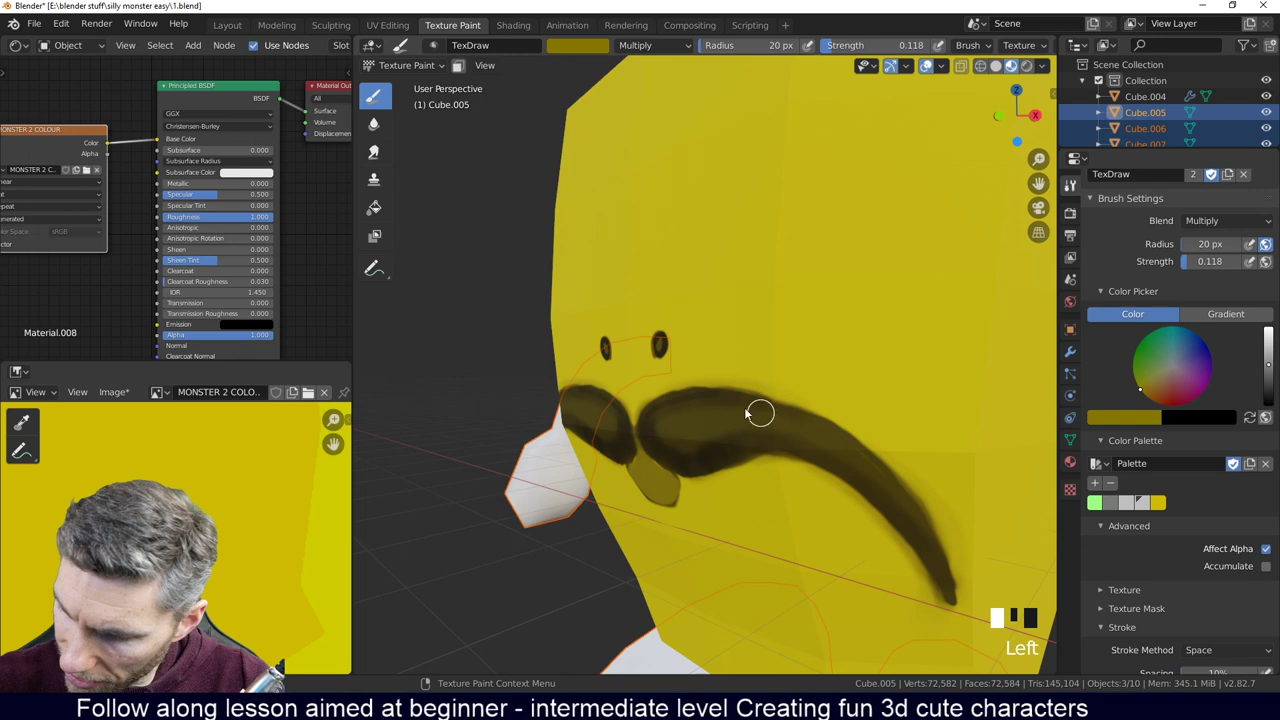 Blender* [E:\blender stuff\silly monster easy\1.blend]
File Edit Render Window Help Layout Modeling Sculpting UV Editing Texture Paint Shading Animation Rendering Compositing Scripting Scene View Layer
Object View Select Add Node Use Nodes Slot TexDraw Multiply Radius 20 px Strength 0.118 Brush Texture
Texture Paint View
User Perspective
(1) Cube.005
Principled BSDF
Material Out
BSDF
All
GGX
Surface
Christensen-Burley
Volume
Displacemen
Base Color
Subsurface 0.000
Subsurface Radius
Subsurface Color
Metallic 0.000
Specular 0.500
Specular Tint 0.000
Roughness 1.000
Anisotropic 0.000
Anisotropic Rotation 0.000
Sheen 0.000
Sheen Tint 0.500
Clearcoat 0.000
Clearcoat Roughness 0.030
IOR 1.450
Transmission 0.000
Transmission Roughness 0.000
Emission
Alpha 1.000
Normal
Clearcoat Normal
ONSTER 2 COLOUR
Color
Alpha
MONSTER 2 C...
near
at
epeat
enerated
ke Space sRGB
ector
Material.008
View View Image* MONSTER 2 COLO...
Left
Scene Collection
Collection
Cube.004
Cube.005
Cube.006
Cube.007
TexDraw 2
Brush Settings
Blend Multiply
Radius 20 px
Strength 0.118
Color Picker
Color Gradient
Color Palette
Palette
Advanced
Affect Alpha
Accumulate
Texture
Texture Mask
Stroke
Stroke Method Space
Spacing 10%
Texture Paint Context Menu
Cube.005 | Verts:72,582 | Faces:72,584 | Tris:145,104 | Objects:3/10 | Mem: 345.1 MiB | v2.82.7
Follow along lesson aimed at beginner - intermediate level Creating fun 3d cute characters